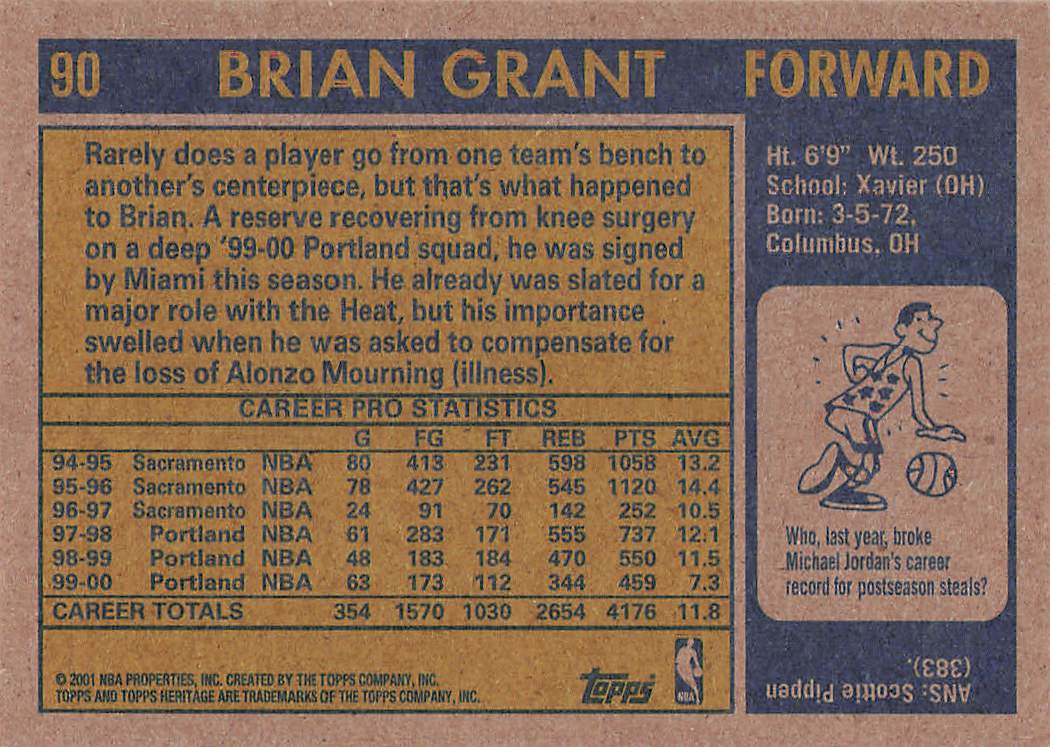 90 BRIAN GRANT FORWARD
Rarely does a player go from one team's bench to
another's centerpiece, but that's what happened
to Brian. A reserve recovering from knee surgery
on a deep '99-00 Portland squad, he was signed
by Miami this season. He already was slated for a
major role with the Heat, but his importance
swelled when he was asked to compensate for
the loss of Alonzo Mourning (illness).
CAREER PRO STATISTICS
G FG FT REB PTS AVG
94-95 Sacramento NBA 80 413 231 598 1058 13.2
95-96 Sacramento NBA 78 427 262 545 1120 14.4
96-97 Sacramento NBA 24 91 70 142 252 10.5
97-98 Portland NBA 61 283 171 555 737 12.1
98-99 Portland NBA 48 183 184 470 550 11.5
99-00 Portland NBA 63 173 112 344 459 7.3
CAREER TOTALS 354 1570 1030 2654 4176 11.8
© 2001 NBA PROPERTIES, INC. CREATED BY THE TOPPS COMPANY, INC.
TOPPS AND TOPPS HERITAGE ARE TRADEMARKS OF THE TOPPS COMPANY, INC.
Topps
NBA
Ht. 6'9" Wt. 250
School: Xavier (OH)
Born: 3-5-72,
Columbus, OH
Who, last year, broke
Michael Jordan's career
record for postseason steals?
ANS: Scottie Pippen
(383).